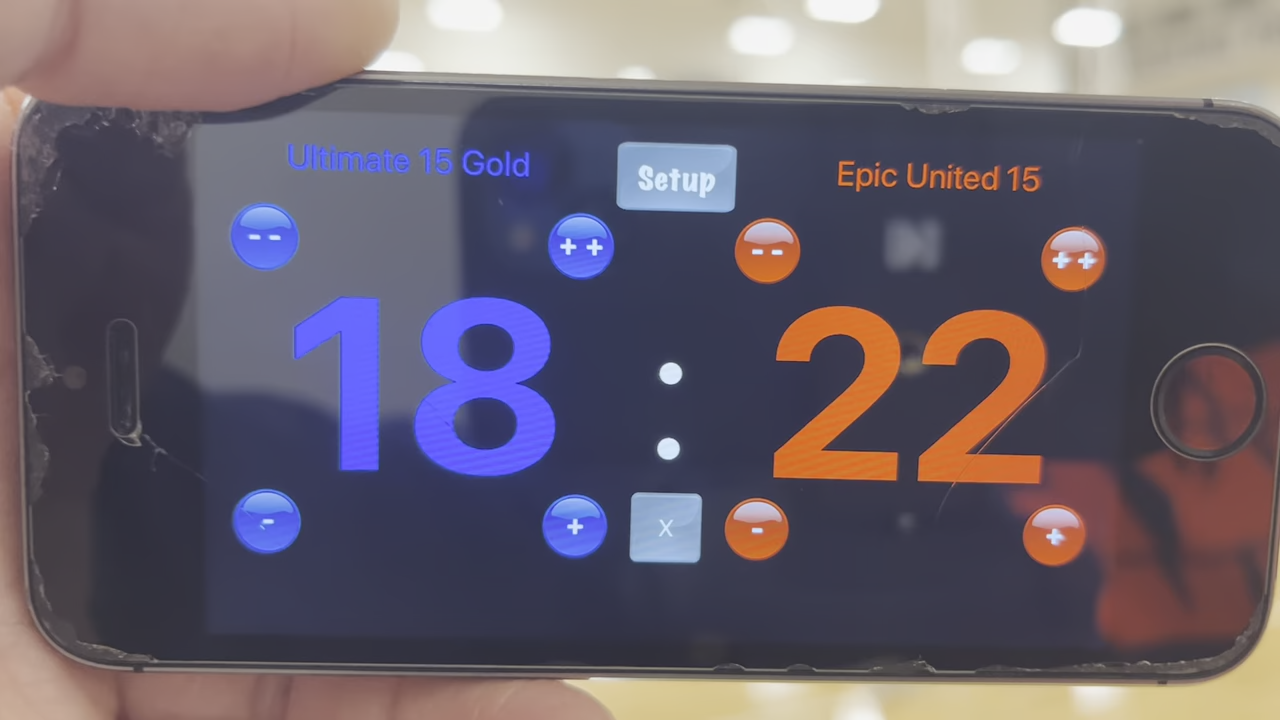 Ultimate 15 Gold
Setup
Epic United 15
-- ++ -- ++
18 : 22
- + X - +